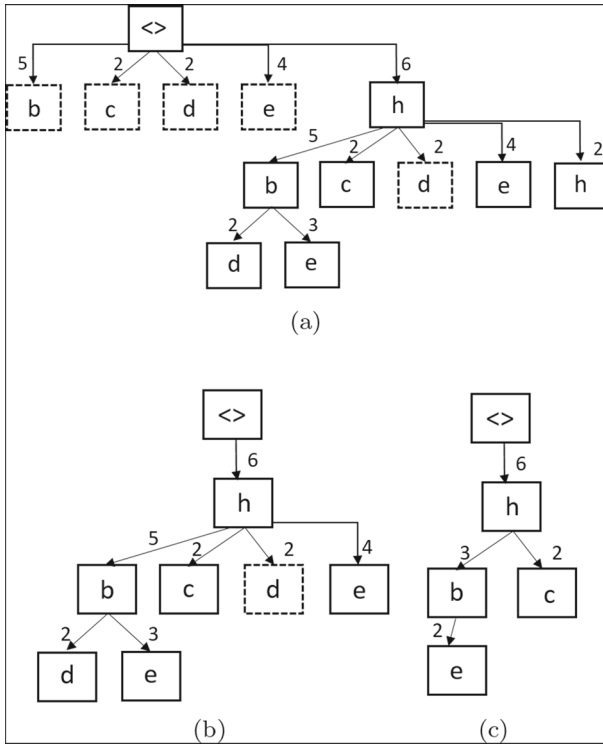 <>
5 2 2 4 6
b c d e h
5 2 2 4 2
b c d e h
2 3
d e
(a)
<> <>
6 6
h h
5 2 2 4 3 2
b c d e b c
2 3 2
d e e
(b) (c)